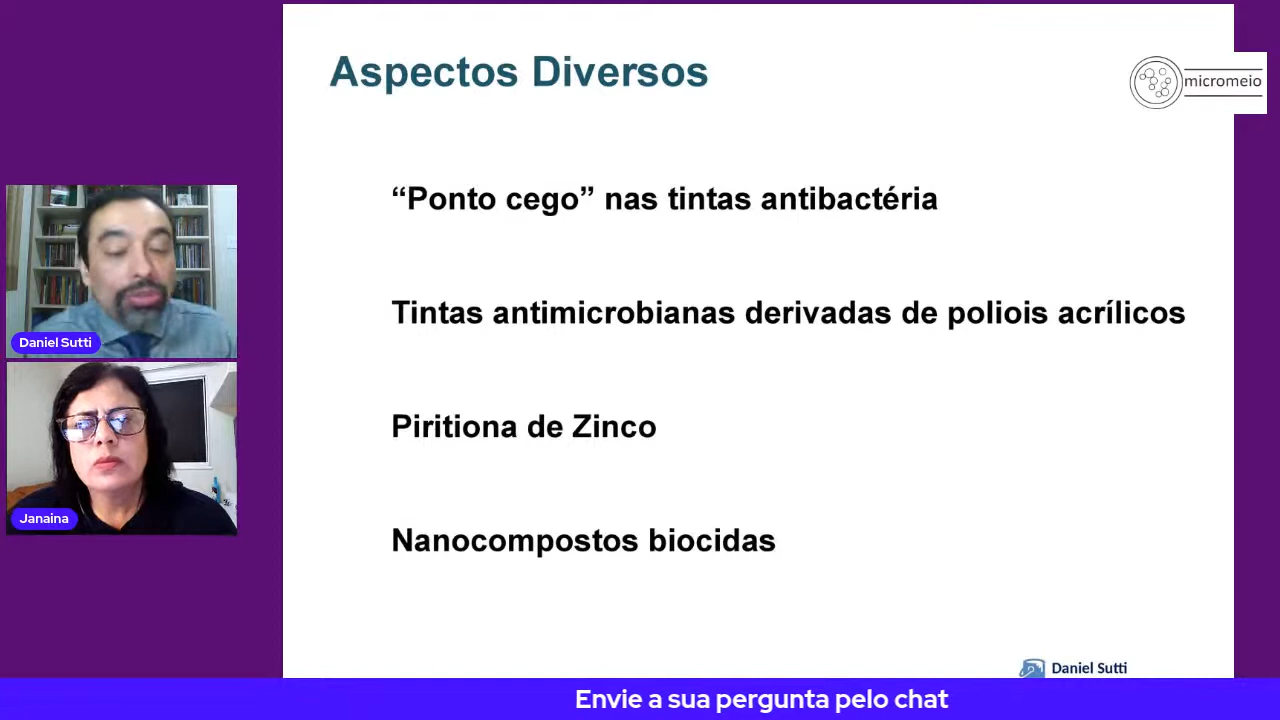 Aspectos Diversos
micromeio
“Ponto cego” nas tintas antibactéria
Tintas antimicrobianas derivadas de poliois acrílicos
Piritiona de Zinco
Nanocompostos biocidas
Daniel Sutti
Janaina
Daniel Sutti
Envie a sua pergunta pelo chat